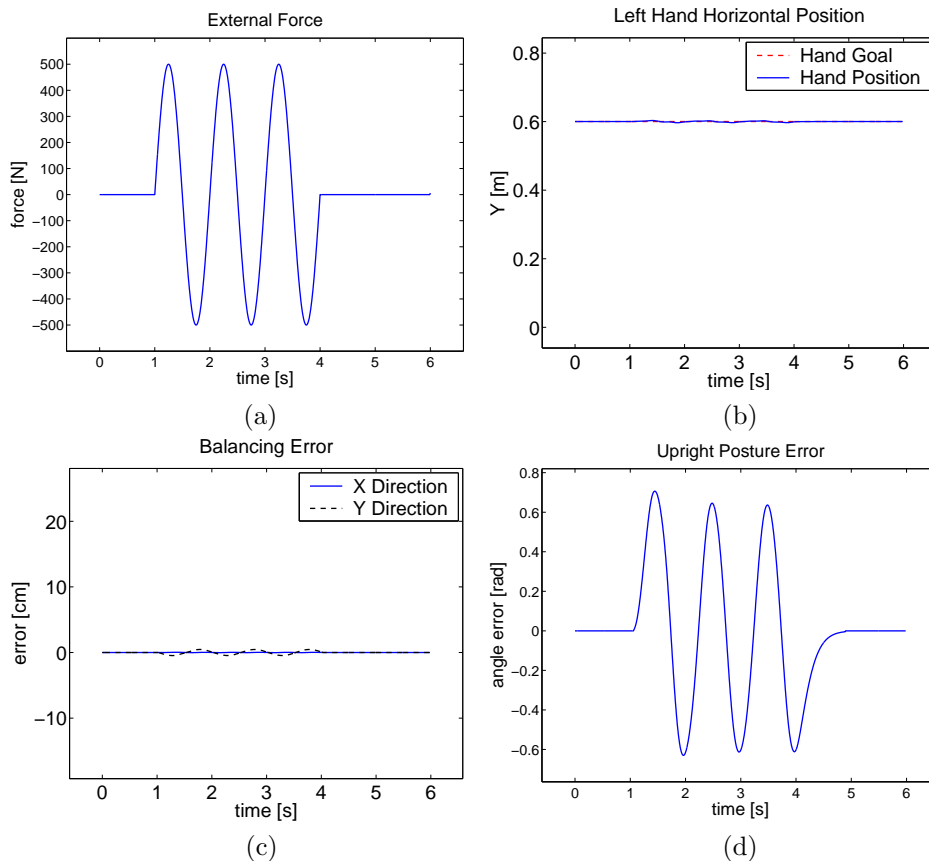 External Force
500
400
300
200
100
0
−100
−200
−300
−400
−500
force [N]
0 1 2 3 4 5 6
time [s]
(a)
Left Hand Horizontal Position
Hand Goal
Hand Position
0.8
0.6
0.4
0.2
0
Y [m]
0 1 2 3 4 5 6
time [s]
(b)
Balancing Error
X Direction
Y Direction
20
10
0
−10
error [cm]
0 1 2 3 4 5 6
time [s]
(c)
Upright Posture Error
0.8
0.6
0.4
0.2
0
−0.2
−0.4
−0.6
angle error [rad]
0 1 2 3 4 5 6
time [s]
(d)